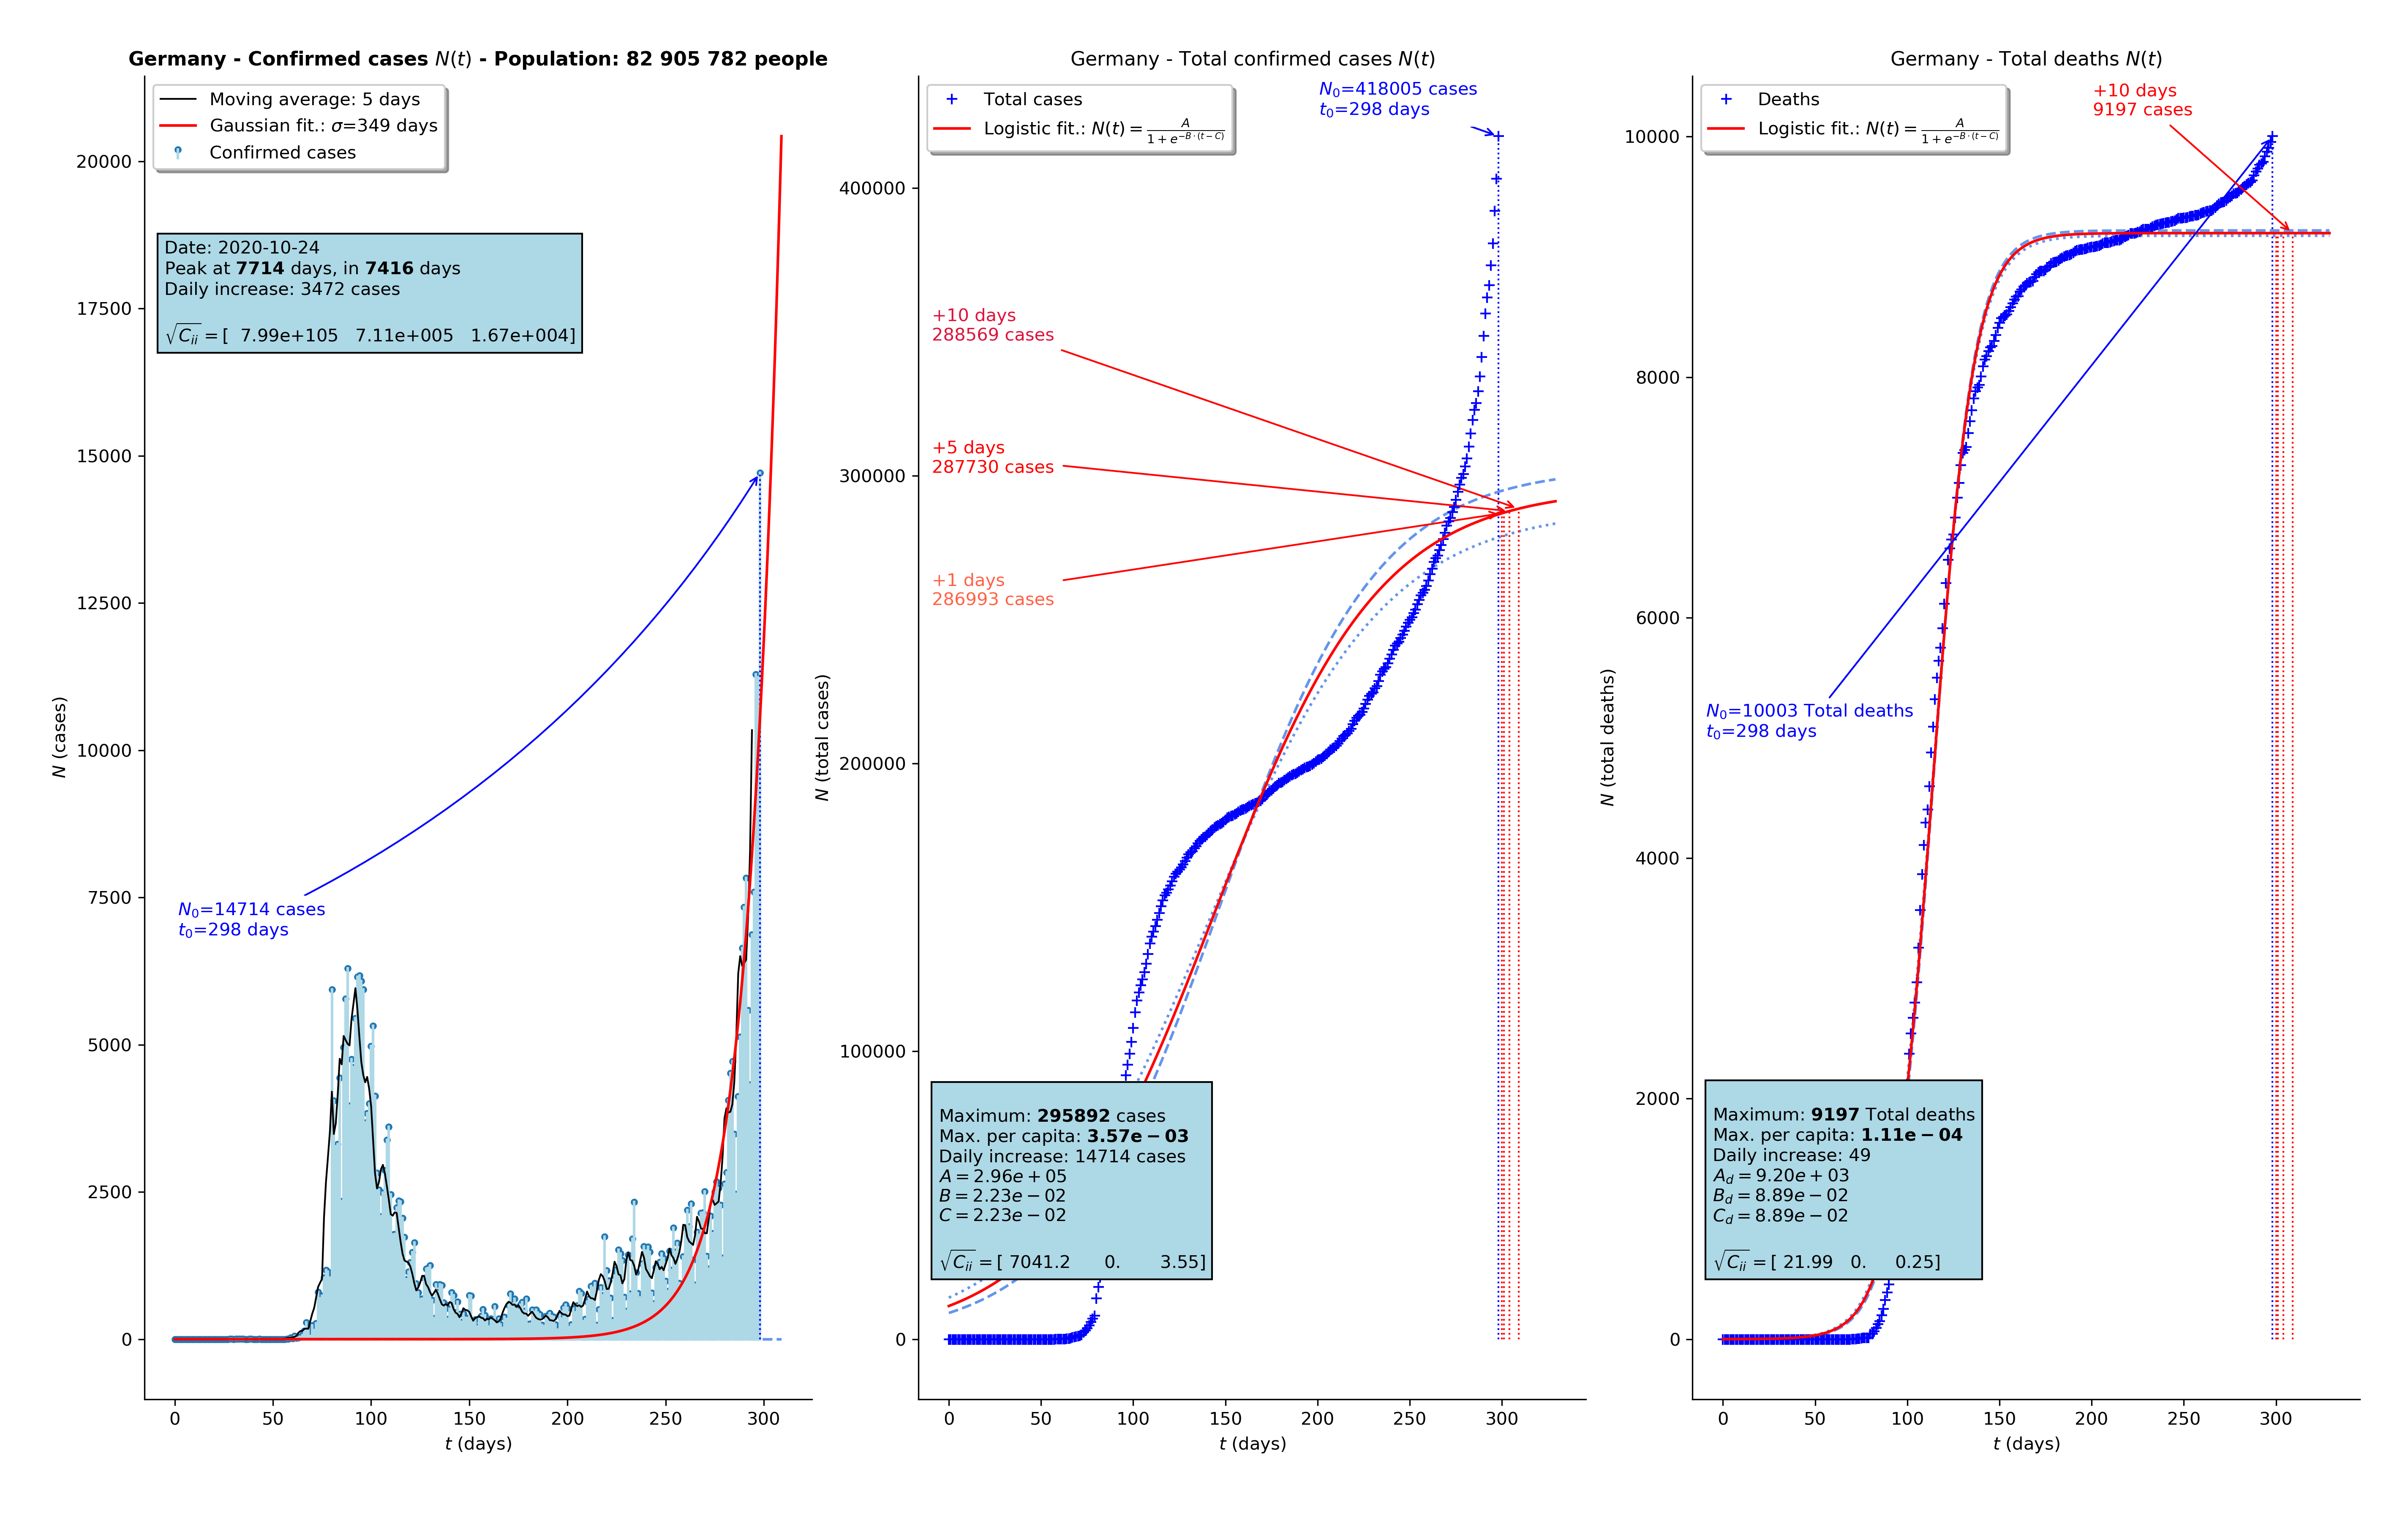 Germany - Confirmed cases N(t) - Population: 82 905 782 people
Moving average: 5 days
Gaussian fit.: σ=349 days
Confirmed cases
Date: 2020-10-24
Peak at 7714 days, in 7416 days
Daily increase: 3472 cases
√C_ii = [ 7.99e+105 7.11e+005 1.67e+004]
N₀=14714 cases
t₀=298 days
20000
17500
15000
12500
10000
7500
5000
2500
0
N (cases)
0 50 100 150 200 250 300
t (days)
Germany - Total confirmed cases N(t)
Total cases
Logistic fit.: N(t) = A / (1 + e^(−B·(t−C)))
N₀=418005 cases
t₀=298 days
+10 days
288569 cases
+5 days
287730 cases
+1 days
286993 cases
Maximum: 295892 cases
Max. per capita: 3.57e − 03
Daily increase: 14714 cases
A = 2.96e + 05
B = 2.23e − 02
C = 2.23e − 02
√C_ii = [ 7041.2 0. 3.55]
400000
300000
200000
100000
0
N (total cases)
0 50 100 150 200 250 300
t (days)
Germany - Total deaths N(t)
Deaths
Logistic fit.: N(t) = A / (1 + e^(−B·(t−C)))
+10 days
9197 cases
N₀=10003 Total deaths
t₀=298 days
Maximum: 9197 Total deaths
Max. per capita: 1.11e − 04
Daily increase: 49
A_d = 9.20e + 03
B_d = 8.89e − 02
C_d = 8.89e − 02
√C_ii = [ 21.99 0. 0.25]
10000
8000
6000
4000
2000
0
N (total deaths)
0 50 100 150 200 250 300
t (days)